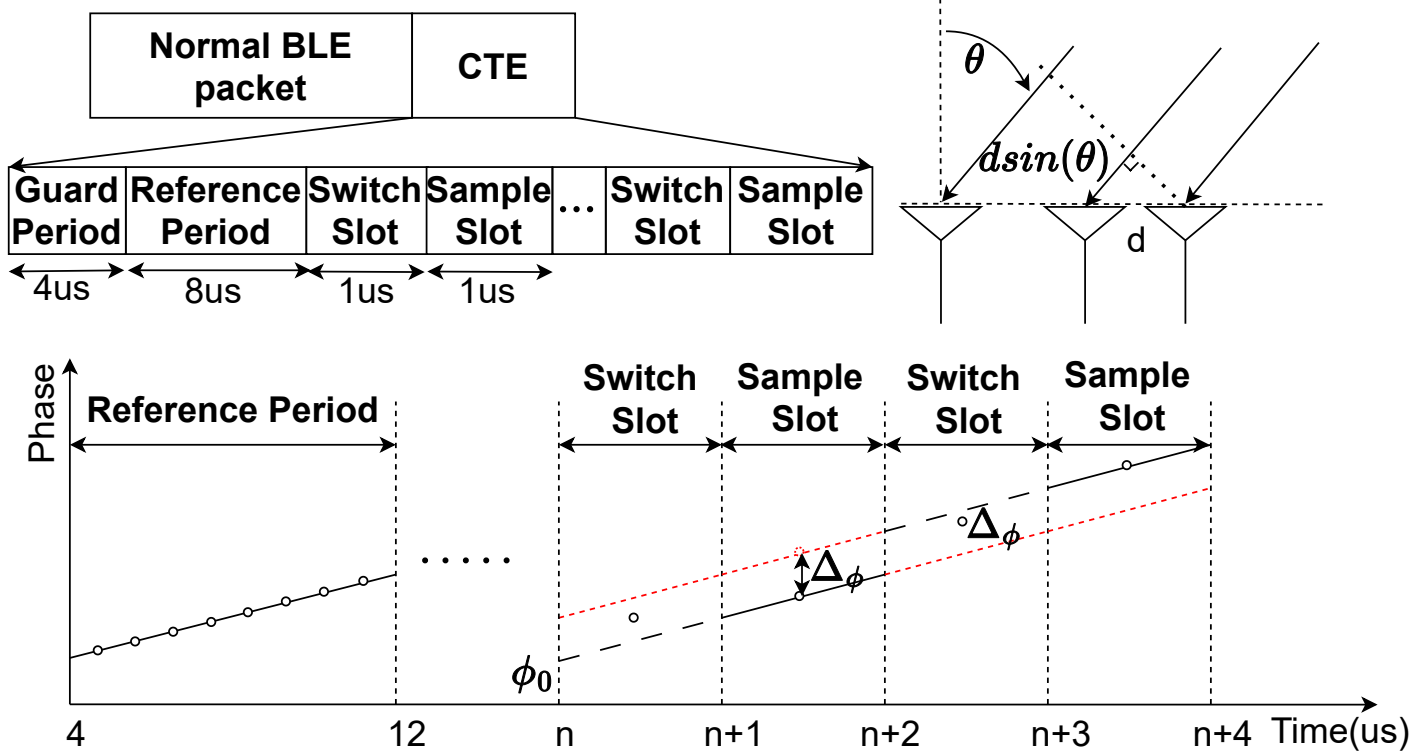 Normal BLE
packet
CTE
Guard
Period
Reference
Period
Switch
Slot
Sample
Slot
...
Switch
Slot
Sample
Slot
4us
8us
1us
1us
θ
dsin(θ)
d
Phase
Reference Period
Switch
Slot
Sample
Slot
Switch
Slot
Sample
Slot
.....
Δϕ
Δϕ
ϕ0
4
12
n
n+1
n+2
n+3
n+4
Time(us)